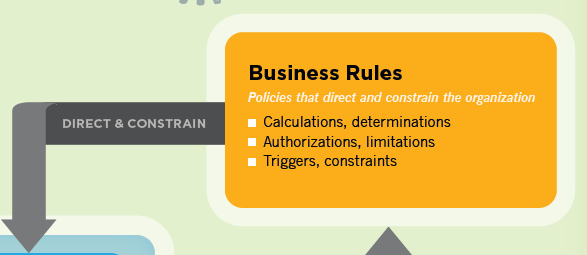 Business Rules
Policies that direct and constrain the organization
DIRECT & CONSTRAIN
Calculations, determinations
Authorizations, limitations
Triggers, constraints